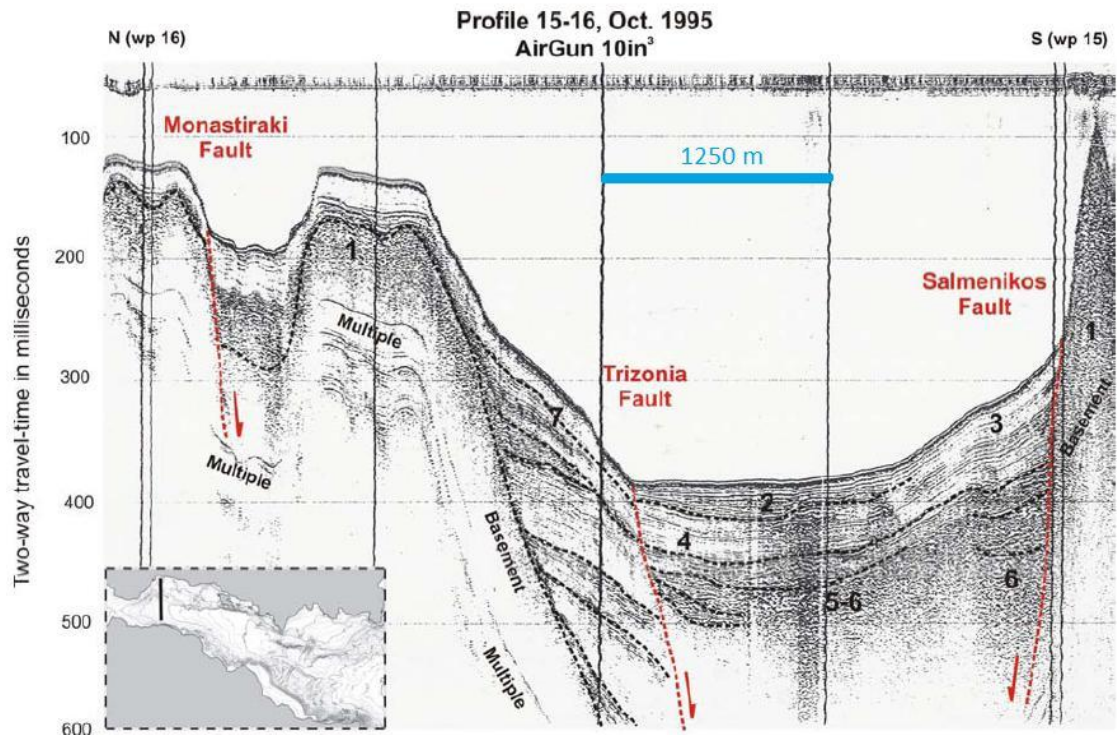 Profile 15-16, Oct. 1995
N (wp 16)
AirGun 10in³
S (wp 15)
100
Monastiraki
Fault
1250 m
200
1
Salmenikos
Fault
Multiple
1
300
Trizonia
Fault
7
3
Basement
Multiple
400
2
4
Basement
5-6
6
500
Multiple
600
Two-way travel-time in milliseconds